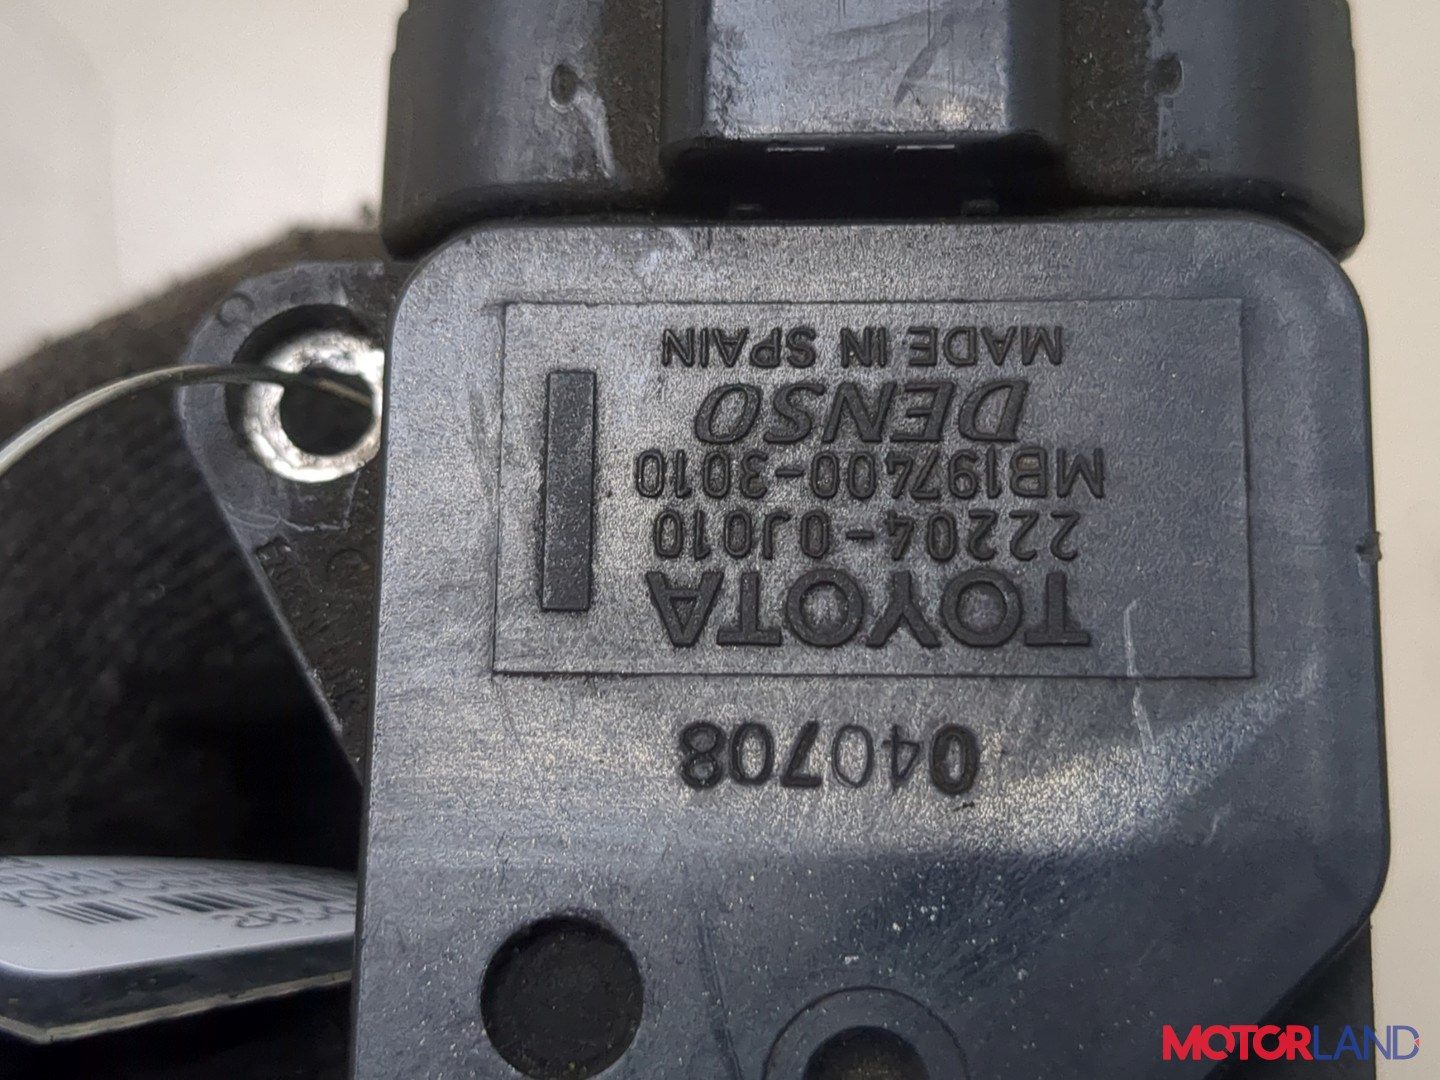 040708
TOYOTA
22204-0J010
MB197400-3010
DENSO
MADE IN SPAIN
MOTORLAND